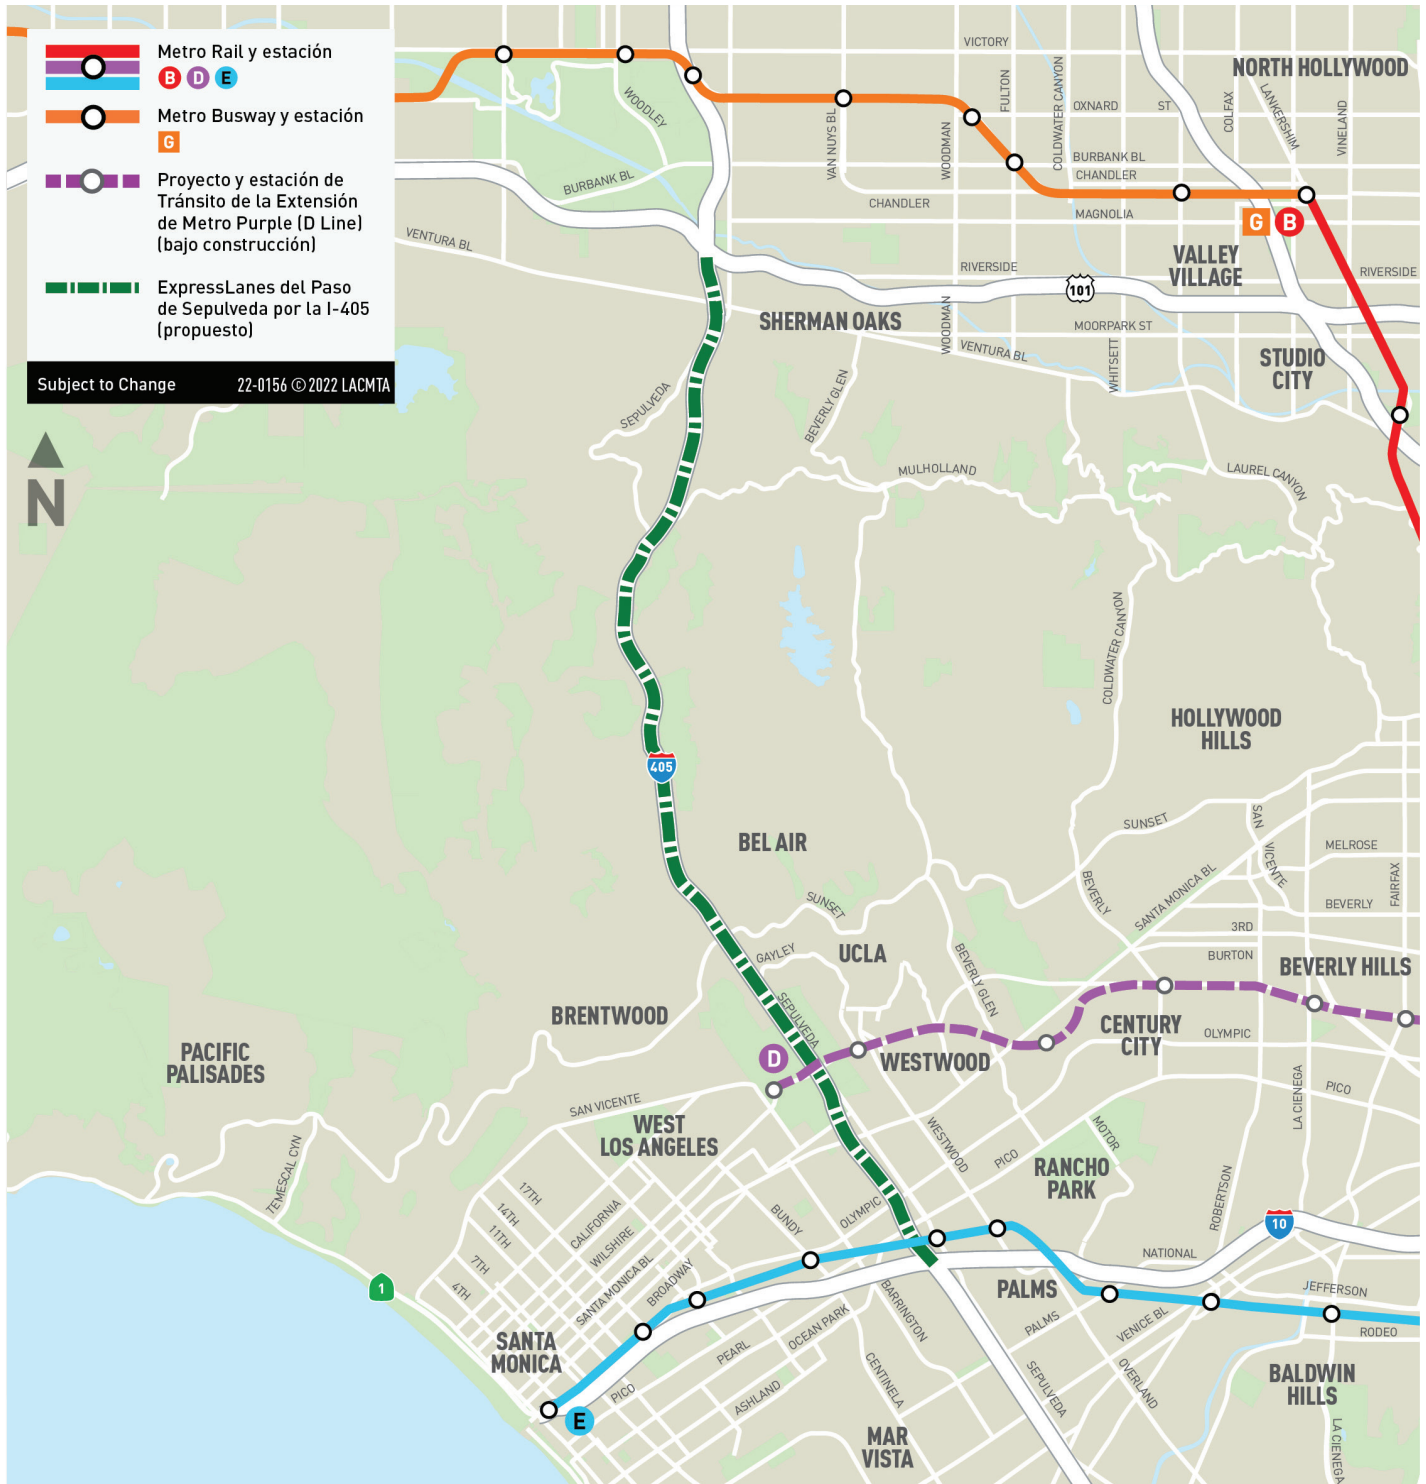 Metro Rail y estación
B D E
Metro Busway y estación
G
Proyecto y estación de
Tránsito de la Extensión
de Metro Purple (D Line)
(bajo construcción)
ExpressLanes del Paso
de Sepulveda por la I-405
(propuesto)
Subject to Change
22-0156 © 2022 LACMTA
N
VICTORY
NORTH HOLLYWOOD
WOODLEY
FULTON
COLDWATER CANYON
OXNARD ST
COLFAX
LANKERSHIM
VINELAND
VAN NUYS BL
WOODMAN
BURBANK BL
BURBANK BL
CHANDLER
CHANDLER
MAGNOLIA
G B
VENTURA BL
VALLEY
VILLAGE
RIVERSIDE
RIVERSIDE
101
SHERMAN OAKS
WOODMAN
MOORPARK ST
VENTURA BL
WHITSETT
STUDIO
CITY
SEPULVEDA
BEVERLY GLEN
MULHOLLAND
LAUREL CANYON
COLDWATER CANYON
HOLLYWOOD
HILLS
405
BEL AIR
SUNSET
SAN
VICENTE
MELROSE
FAIRFAX
BEVERLY
SANTA MONICA BL
BEVERLY
SUNSET
3RD
BURTON
GAYLEY
UCLA
BEVERLY GLEN
BEVERLY HILLS
SEPULVEDA
BRENTWOOD
CENTURY
CITY
OLYMPIC
PACIFIC
PALISADES
D
WESTWOOD
LA CIENEGA
PICO
SAN VICENTE
WEST
LOS ANGELES
WESTWOOD
PICO
MOTOR
RANCHO
PARK
TEMESCAL CYN
17TH
14TH
11TH
7TH
4TH
CALIFORNIA
WILSHIRE
SANTA MONICA BL
BROADWAY
BUNDY
OLYMPIC
ROBERTSON
10
NATIONAL
1
PALMS
JEFFERSON
RODEO
BARRINGTON
OCEAN PARK
PEARL
PALMS
VENICE BL
SANTA
MONICA
PICO
ASHLAND
CENTINELA
SEPULVEDA
OVERLAND
BALDWIN
HILLS
E
MAR
VISTA
LA CIENEGA